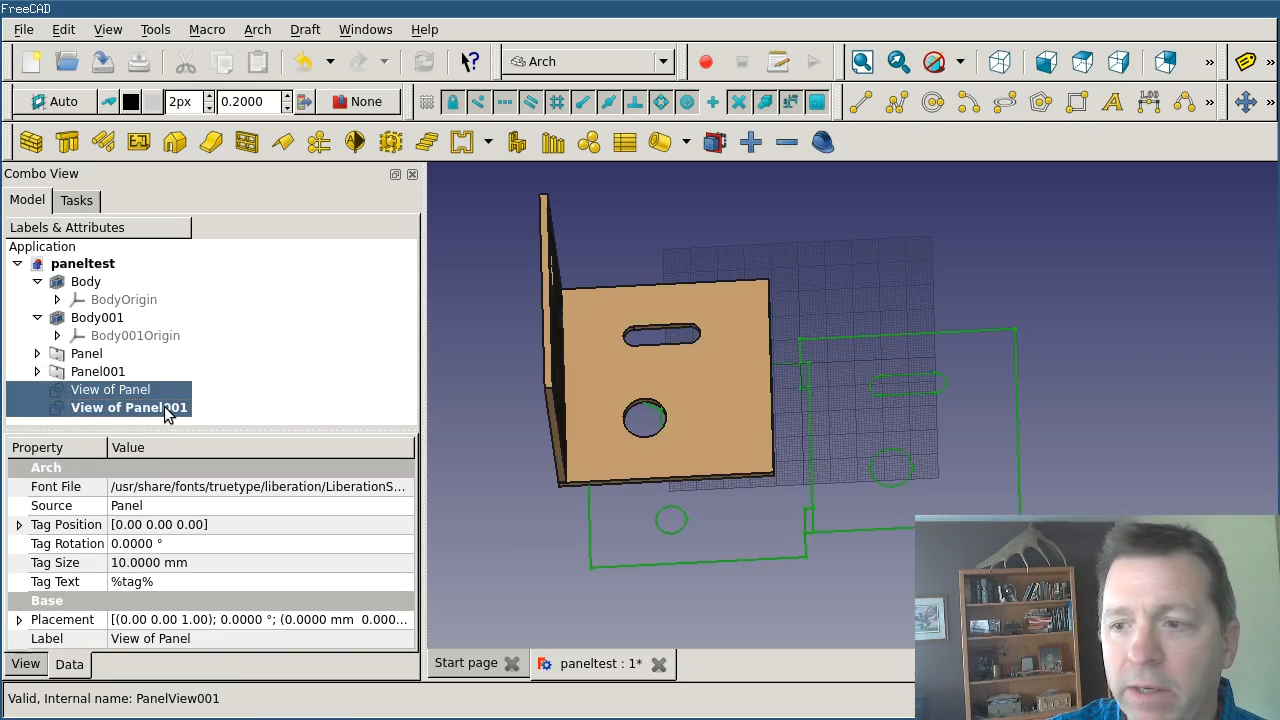 FreeCAD
File Edit View Tools Macro Arch Draft Windows Help
Arch
Auto 2px 0.2000 None
Combo View
Model Tasks
Labels & Attributes
Application
paneltest
Body
BodyOrigin
Body001
Body001Origin
Panel
Panel001
View of Panel
View of Panel001
Property Value
Arch
Font File /usr/share/fonts/truetype/liberation/LiberationS...
Source Panel
Tag Position [0.00 0.00 0.00]
Tag Rotation 0.0000 °
Tag Size 10.0000 mm
Tag Text %tag%
Base
Placement [(0.00 0.00 1.00); 0.0000 °; (0.0000 mm 0.000...
Label View of Panel
View Data
Start page paneltest : 1*
Valid, Internal name: PanelView001